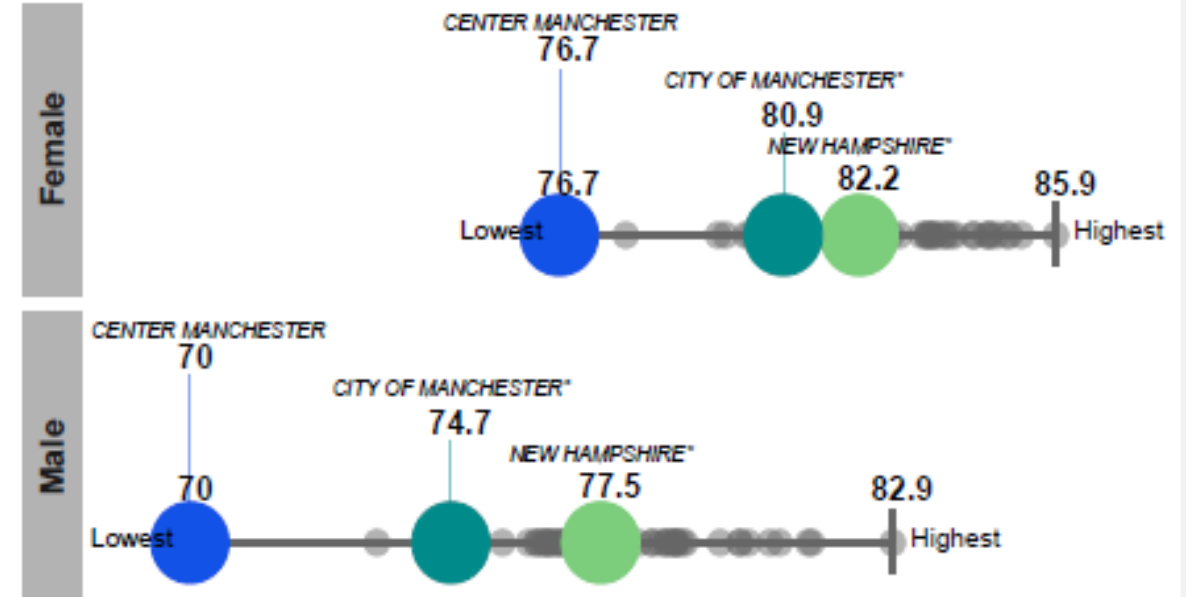 Female
CENTER MANCHESTER
76.7
CITY OF MANCHESTER"
80.9
NEW HAMPSHIRE"
76.7
82.2
85.9
Lowest
Highest
Male
CENTER MANCHESTER
70
CITY OF MANCHESTER"
74.7
NEW HAMPSHIRE"
70
77.5
82.9
Lowest
Highest